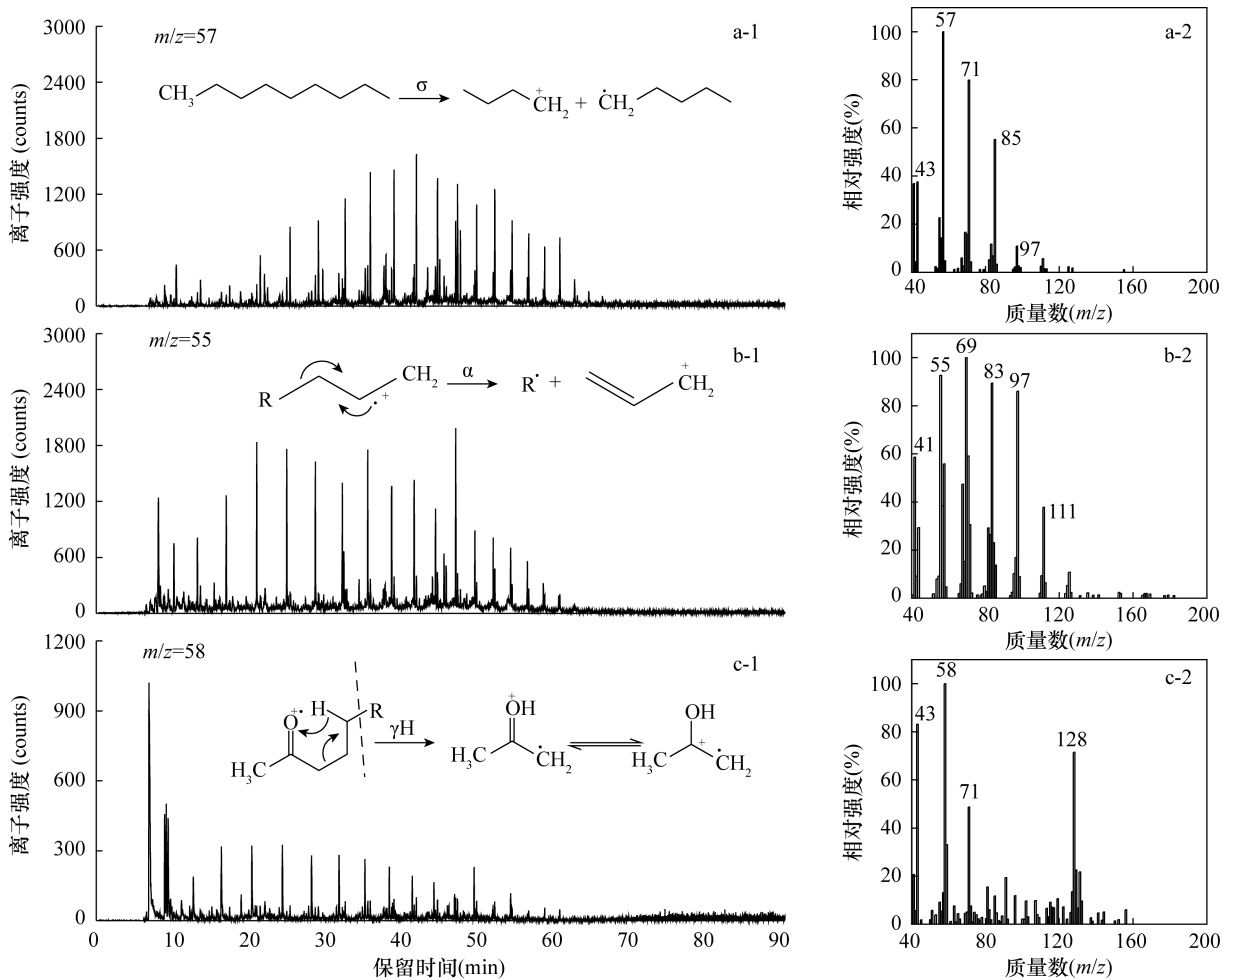 m/z=57
a-1
离子强度 (counts)
3000
2400
1800
1200
600
0
CH3
σ
+
CH2 + ĊH2
a-2
相对强度(%)
100
80
60
40
20
0
57
71
85
43
97
40 80 120 160 200
质量数(m/z)
m/z=55
b-1
离子强度 (counts)
3000
2400
1800
1200
600
0
R
CH2
·+
α
R· +
+
CH2
b-2
相对强度(%)
100
80
60
40
20
0
69
55
83
97
41
111
40 80 120 160 200
质量数(m/z)
m/z=58
c-1
离子强度 (counts)
1200
900
600
300
0
+·
O
H
R
H3C
γH
+
OH
H3C
·
CH2
OH
+
H3C
·
CH2
0 10 20 30 40 50 60 70 80 90
保留时间(min)
c-2
相对强度(%)
100
80
60
40
20
0
58
43
128
71
40 80 120 160 200
质量数(m/z)